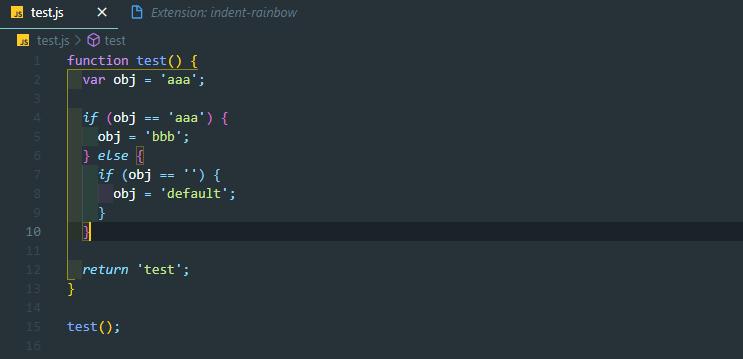 JS test.js × Extension: indent-rainbow
JS test.js > test
1 function test() {
2   var obj = 'aaa';
3
4   if (obj == 'aaa') {
5     obj = 'bbb';
6   } else {
7     if (obj == '') {
8       obj = 'default';
9     }
10   }
11
12   return 'test';
13 }
14
15 test();
16